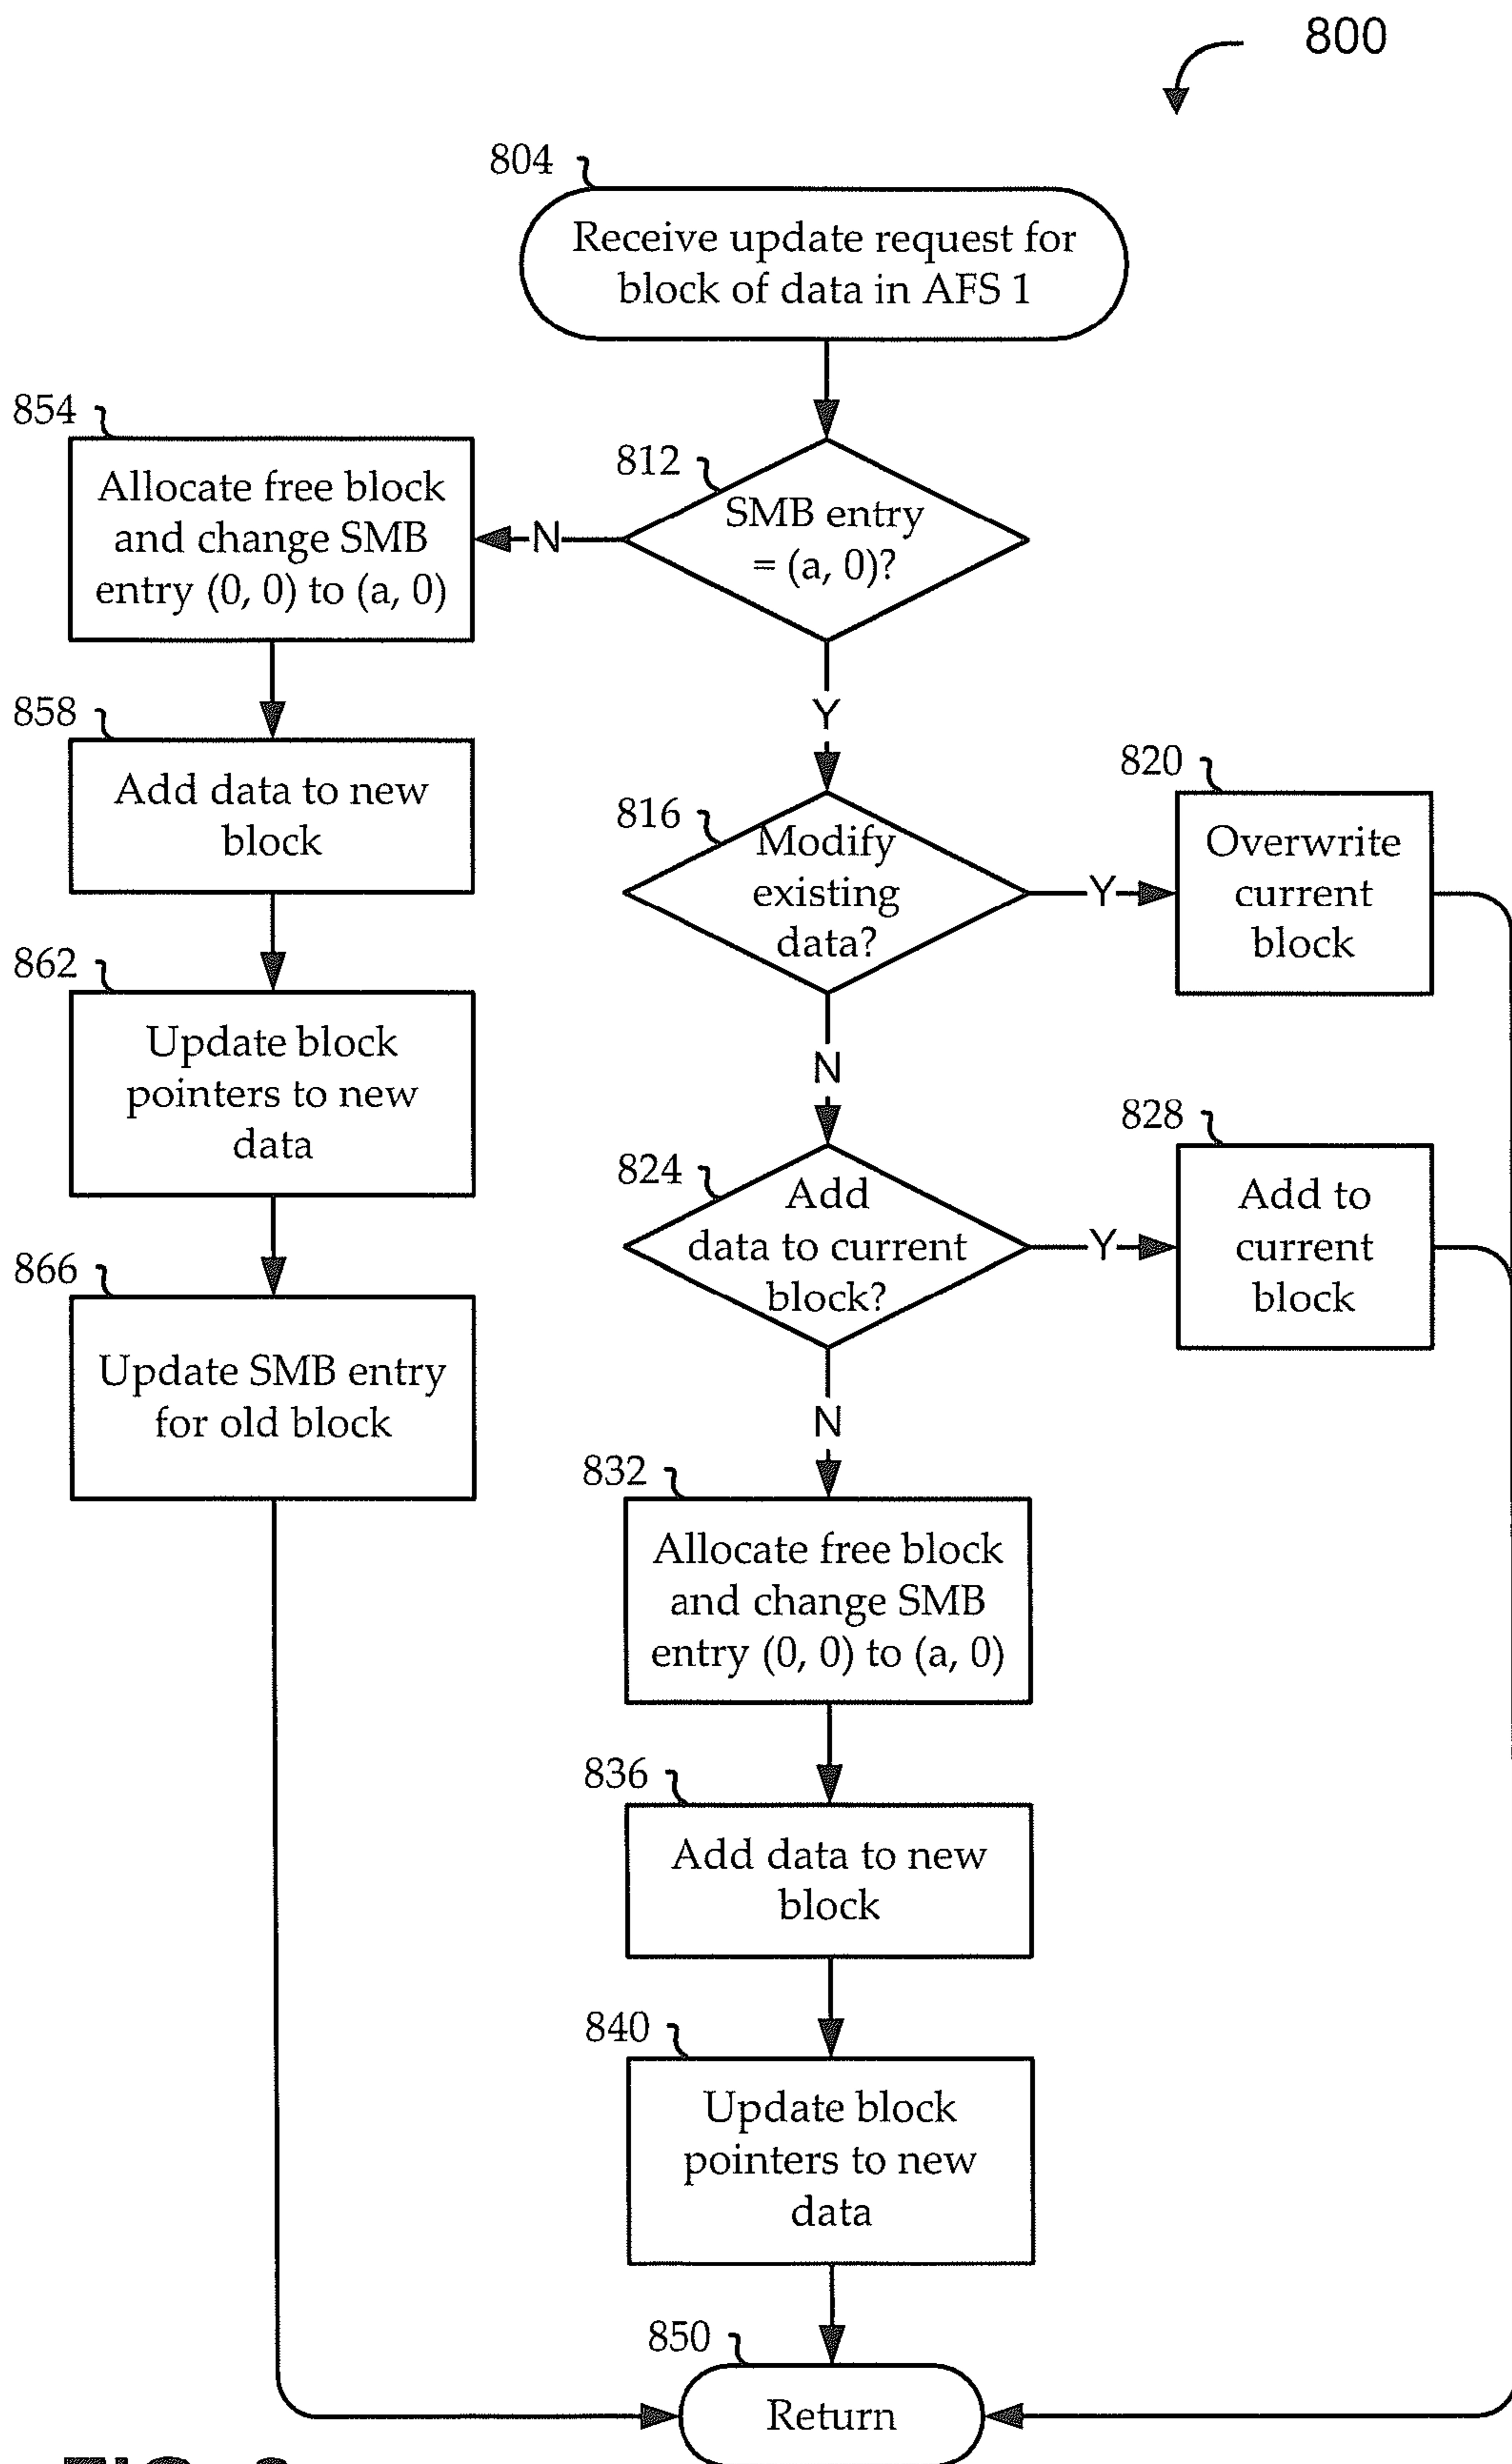 800
804
Receive update request for
block of data in AFS 1
854
Allocate free block
and change SMB
entry (0, 0) to (a, 0)
812
SMB entry
= (a, 0)?
N
Y
858
Add data to new
block
816
Modify
existing
data?
Y
820
Overwrite
current
block
N
862
Update block
pointers to new
data
824
Add
data to current
block?
Y
828
Add to
current
block
N
866
Update SMB entry
for old block
832
Allocate free block
and change SMB
entry (0, 0) to (a, 0)
836
Add data to new
block
840
Update block
pointers to new
data
850
Return